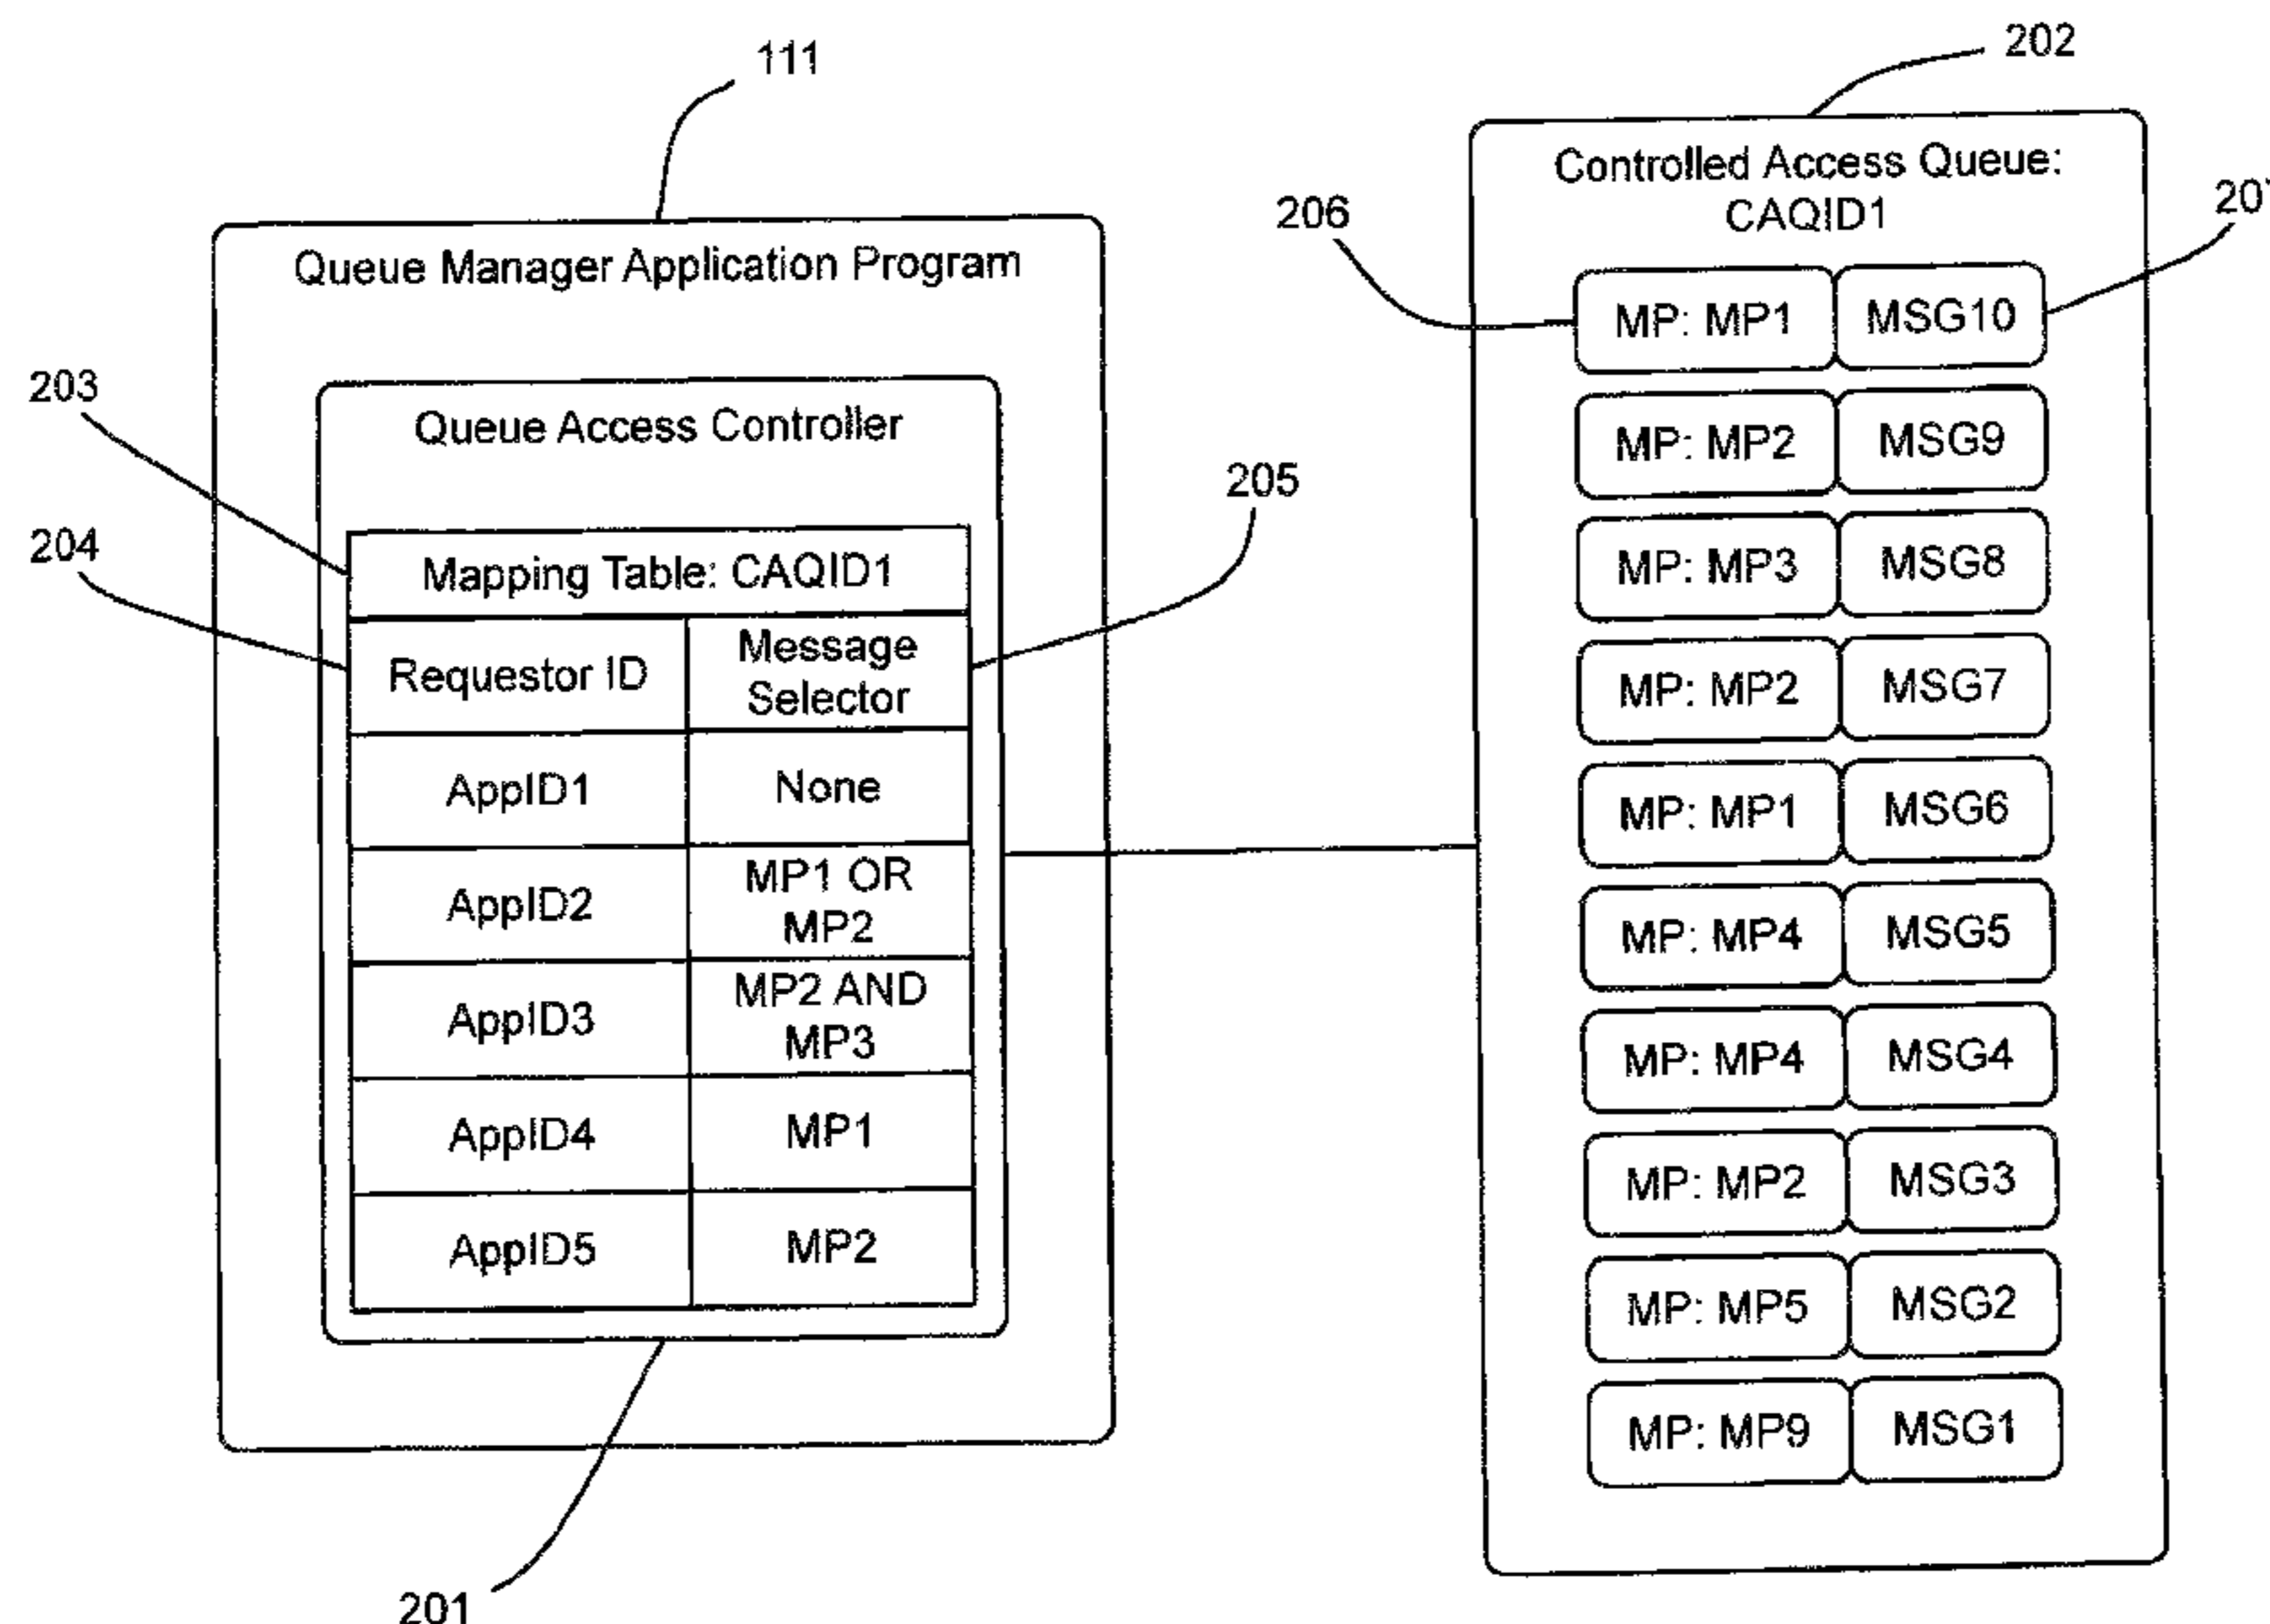 111
202
Controlled Access Queue:
CAQID1
206
Queue Manager Application Program
MP: MP1 MSG10
203
Queue Access Controller
MP: MP2 MSG9
205
204
Mapping Table: CAQID1
MP: MP3 MSG8
Requestor ID
Message
Selector
MP: MP2 MSG7
AppID1 None
MP: MP1 MSG6
AppID2
MP1 OR
MP2
MP: MP4 MSG5
AppID3
MP2 AND
MP3
MP: MP4 MSG4
AppID4 MP1
MP: MP2 MSG3
AppID5 MP2
MP: MP5 MSG2
MP: MP9 MSG1
201